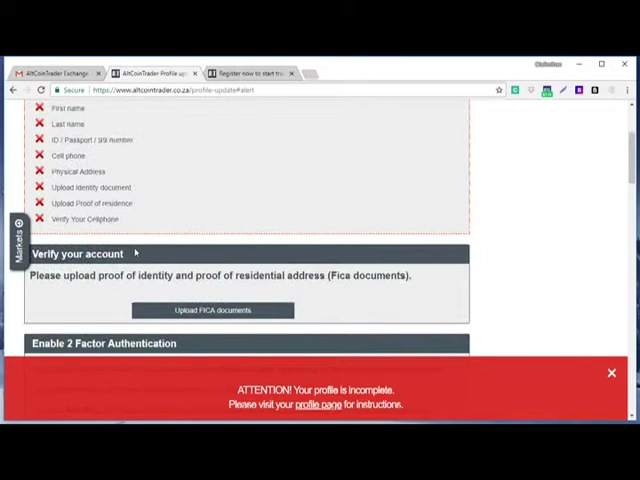 AltCoinTrader Exchange
AltCoinTrader Profile up
Register now to start tr
Secure https://www.altcointrader.co.za/profile-update#alert
First name
Last name
ID / Passport / 99 number
Cell phone
Physical Address
Upload Identity document
Upload Proof of residence
Verify Your Cellphone
Markets
Verify your account
Please upload proof of identity and proof of residential address (Fica documents).
Upload FICA documents
Enable 2 Factor Authentication
ATTENTION! Your profile is incomplete.
Please visit your profile page for instructions.